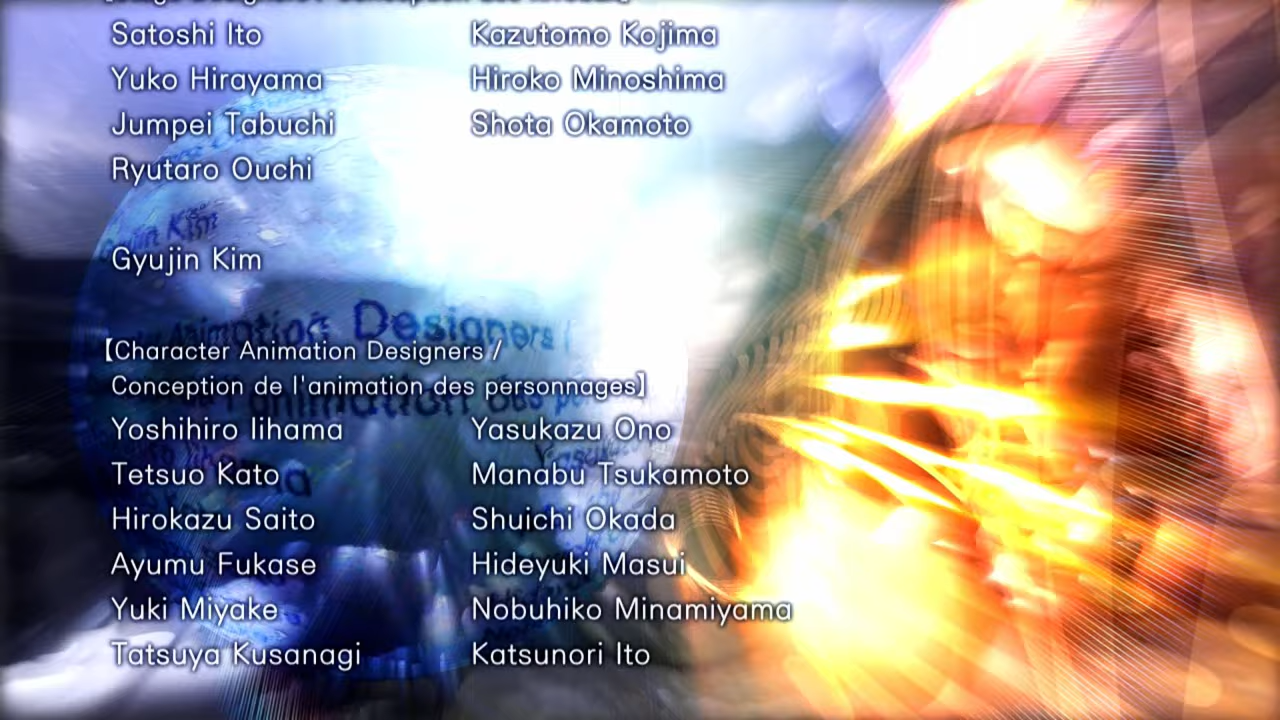 Satoshi Ito Kazutomo Kojima
Yuko Hirayama Hiroko Minoshima
Jumpei Tabuchi Shota Okamoto
Ryutaro Ouchi
Gyujin Kim
【Character Animation Designers /
Conception de l'animation des personnages】
Yoshihiro Iihama Yasukazu Ono
Tetsuo Kato Manabu Tsukamoto
Hirokazu Saito Shuichi Okada
Ayumu Fukase Hideyuki Masui
Yuki Miyake Nobuhiko Minamiyama
Tatsuya Kusanagi Katsunori Ito